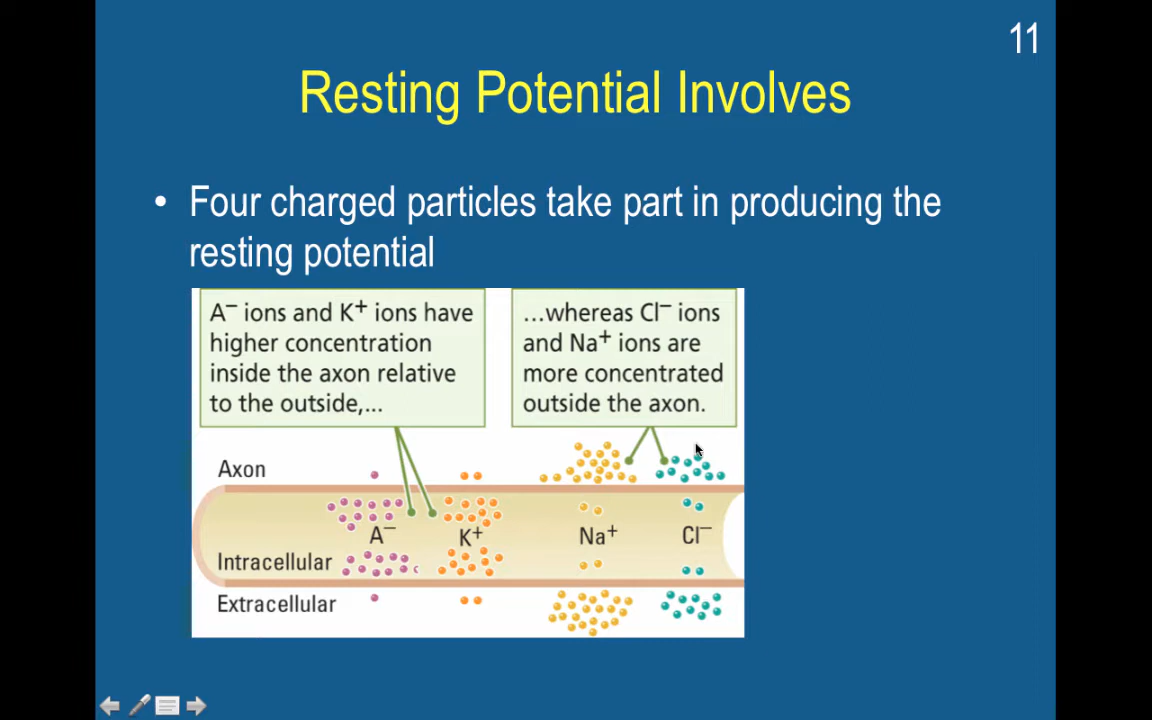 11
Resting Potential Involves
• Four charged particles take part in producing the
resting potential
A⁻ ions and K⁺ ions have
higher concentration
inside the axon relative
to the outside,...
...whereas Cl⁻ ions
and Na⁺ ions are
more concentrated
outside the axon.
Axon
A⁻ K⁺ Na⁺ Cl⁻
Intracellular
Extracellular